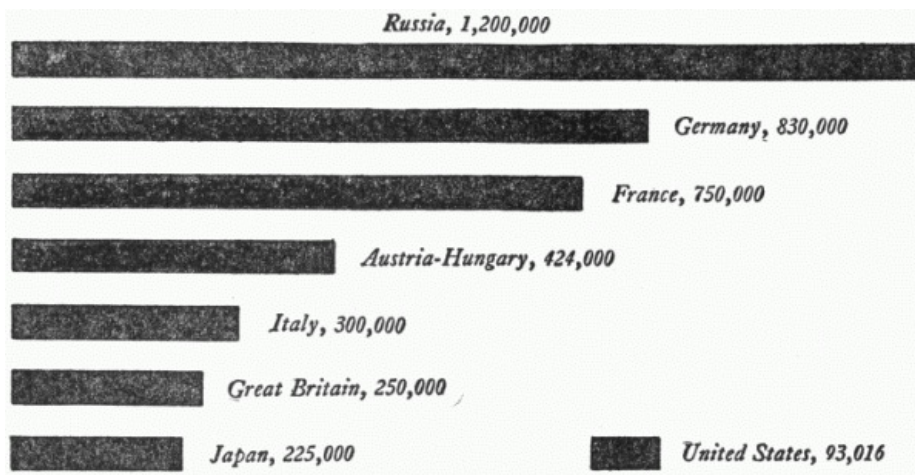 Russia, 1,200,000
Germany, 830,000
France, 750,000
Austria-Hungary, 424,000
Italy, 300,000
Great Britain, 250,000
Japan, 225,000
United States, 93,016